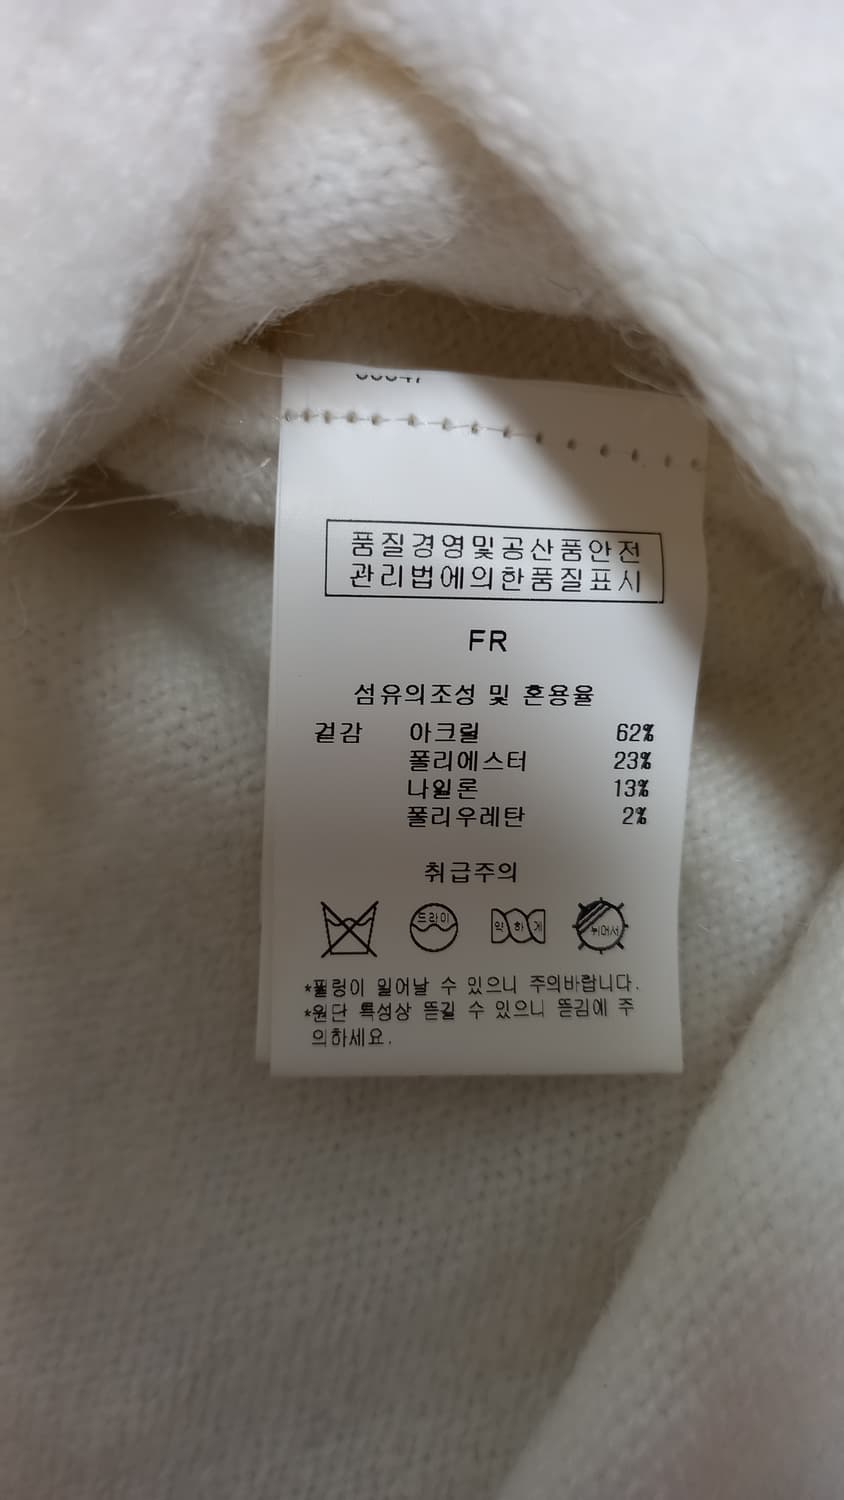 품질경영및공산품안전
관리법에의한품질표시
FR
섬유의조성 및 혼용율
겉감 아크릴 62%
폴리에스터 23%
나일론 13%
폴리우레탄 2%
취급주의
드라이 약하게 뉘어서
*필링이 일어날 수 있으니 주의바랍니다.
*원단 특성상 뜯길 수 있으니 뜯김에 주
의하세요.